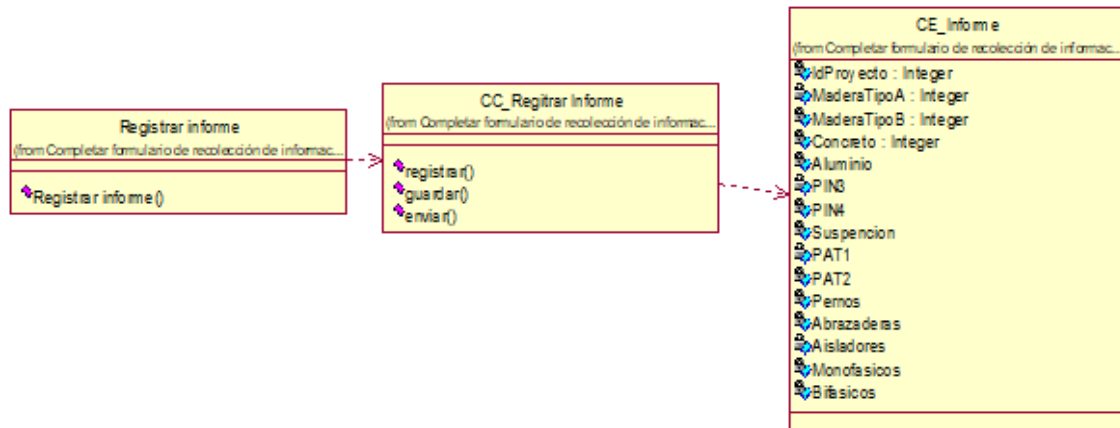 Registrar informe
(from Completar formulario de recolección de informac...
Registrar informe()
CC_Regitrar Informe
(from Completar formulario de recolección de informac...
registrar()
guardar()
enviar()
CE_Informe
(from Completar formulario de recolección de informac...
IdProyecto : Integer
MaderaTipoA : Integer
MaderaTipoB : Integer
Concreto : Integer
Aluminio
PIN3
PIN4
Suspencion
PAT1
PAT2
Pernos
Abrazaderas
Aisladores
Monofasicos
Bifasicos